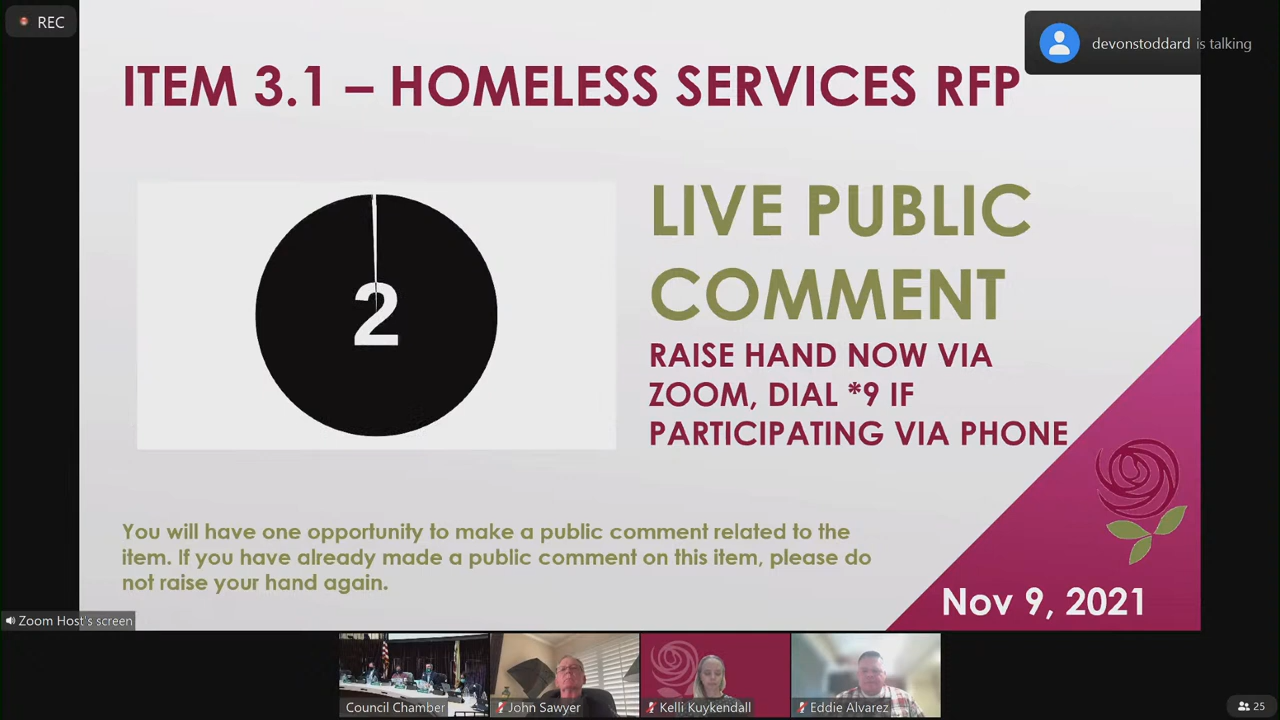 REC
devonstoddard is talking
ITEM 3.1 – HOMELESS SERVICES RFP
2
LIVE PUBLIC
COMMENT
RAISE HAND NOW VIA
ZOOM, DIAL *9 IF
PARTICIPATING VIA PHONE
You will have one opportunity to make a public comment related to the
item. If you have already made a public comment on this item, please do
not raise your hand again.
Nov 9, 2021
Zoom Host's screen
Council Chamber
John Sawyer
Kelli Kuykendall
Eddie Alvarez
25